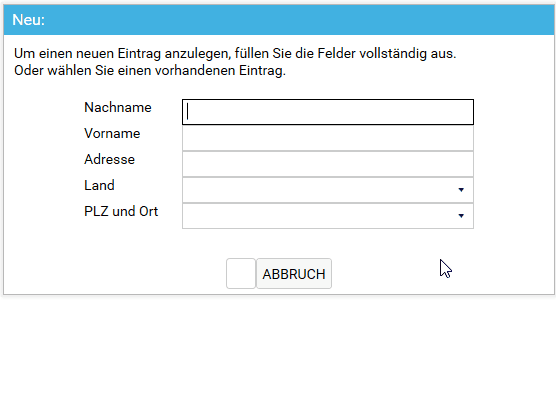 Neu:
Um einen neuen Eintrag anzulegen, füllen Sie die Felder vollständig aus.
Oder wählen Sie einen vorhandenen Eintrag.
Nachname
Vorname
Adresse
Land
PLZ und Ort
ABBRUCH